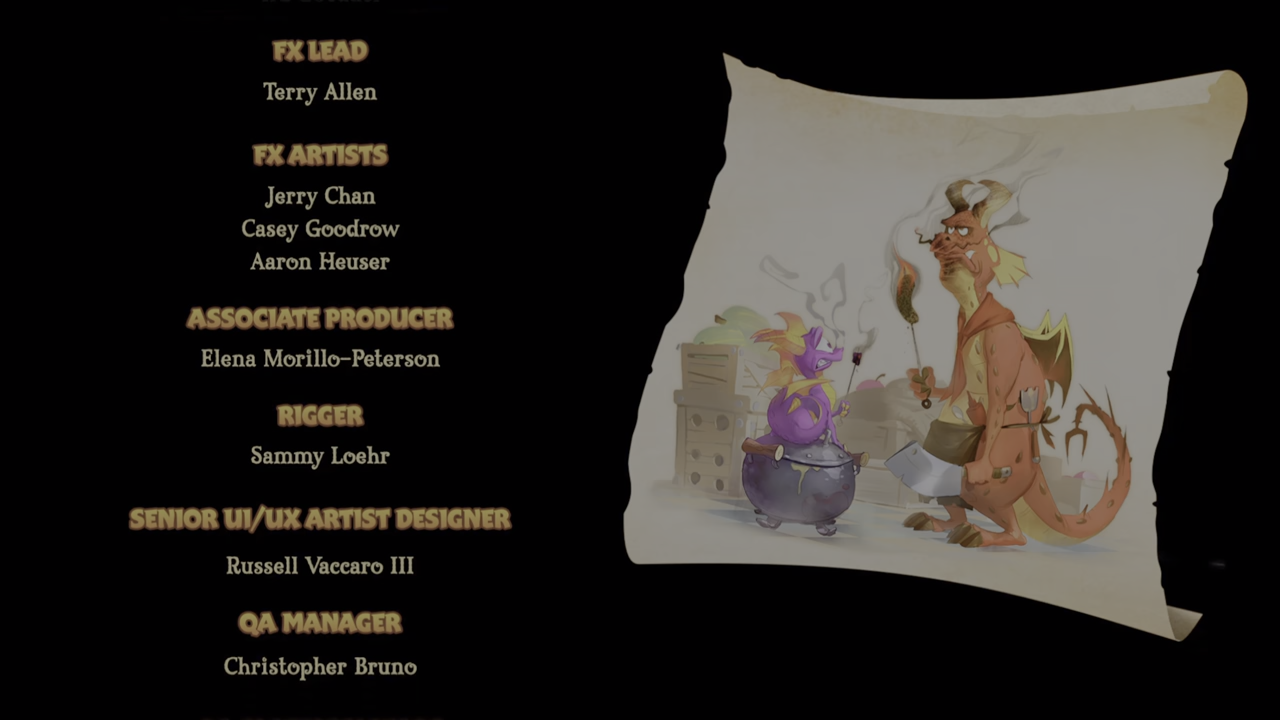 FX LEAD
Terry Allen
FX ARTISTS
Jerry Chan
Casey Goodrow
Aaron Heuser
ASSOCIATE PRODUCER
Elena Morillo-Peterson
RIGGER
Sammy Loehr
SENIOR UI/UX ARTIST DESIGNER
Russell Vaccaro III
QA MANAGER
Christopher Bruno